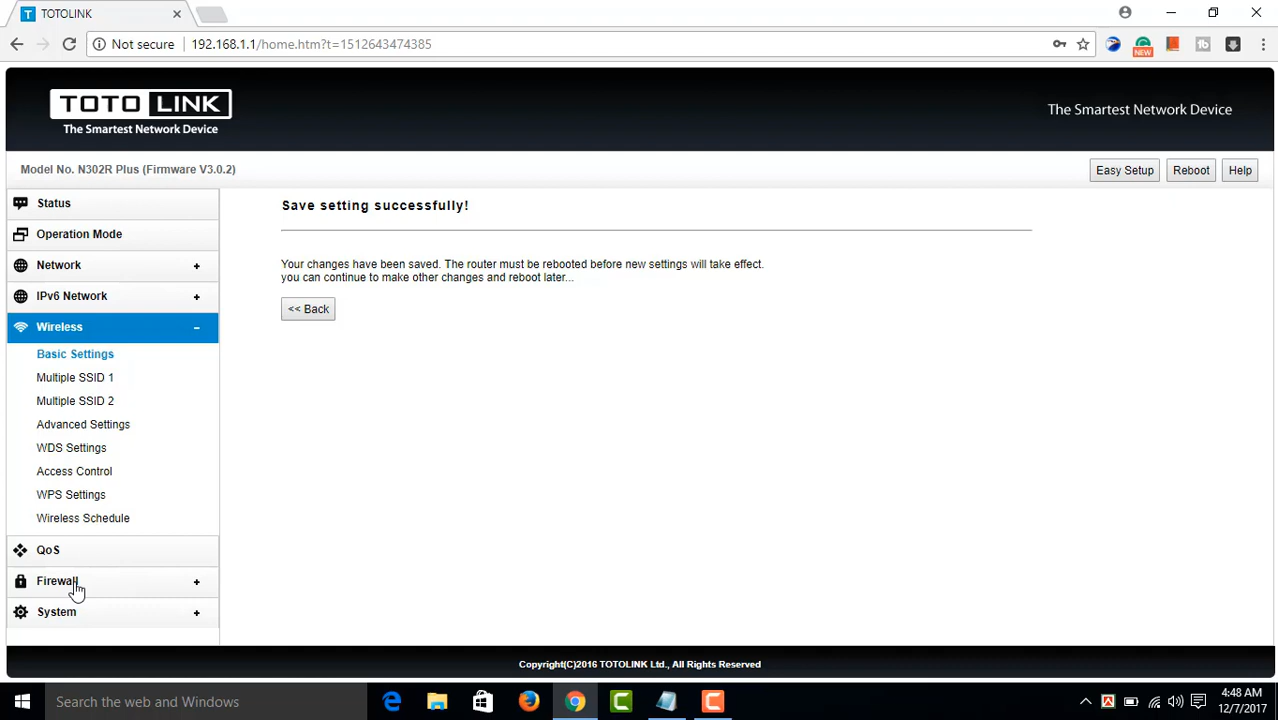 TOTOLINK
Not secure
192.168.1.1/home.htm?t=1512643474385
NEW
TOTO LINK
The Smartest Network Device
The Smartest Network Device
Model No. N302R Plus (Firmware V3.0.2)
Easy Setup
Reboot
Help
Status
Operation Mode
Network +
IPv6 Network +
Wireless -
Basic Settings
Multiple SSID 1
Multiple SSID 2
Advanced Settings
WDS Settings
Access Control
WPS Settings
Wireless Schedule
QoS
Firewall +
System +
Save setting successfully!
Your changes have been saved. The router must be rebooted before new settings will take effect.
you can continue to make other changes and reboot later...
<< Back
Copyright(C)2016 TOTOLINK Ltd., All Rights Reserved
Search the web and Windows
4:48 AM
12/7/2017